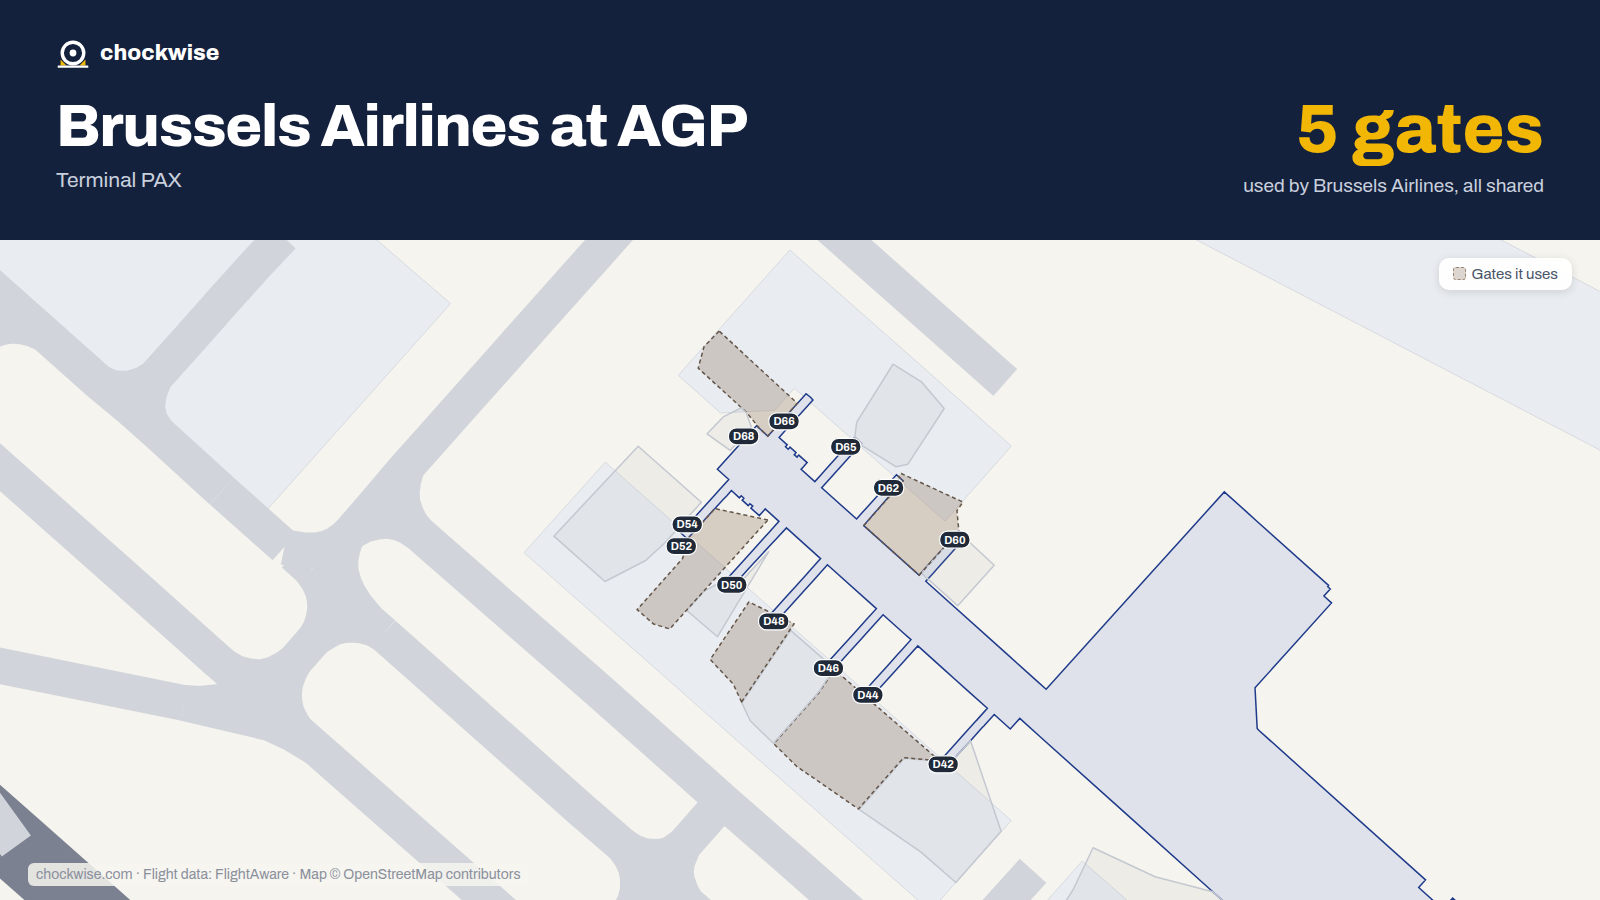 chockwise
Brussels Airlines at AGP
Terminal PAX
5 gates
used by Brussels Airlines, all shared
Gates it uses
D66
D68
D65
D62
D54
D52
D60
D50
D48
D46
D44
D42
chockwise.com · Flight data: FlightAware · Map © OpenStreetMap contributors